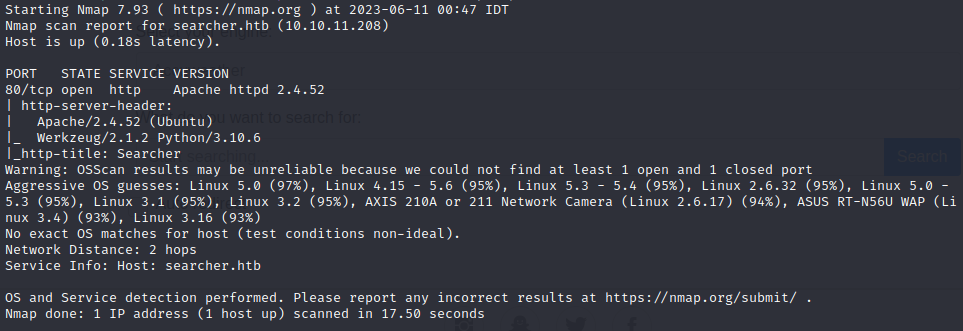 Starting Nmap 7.93 ( https://nmap.org ) at 2023-06-11 00:47 IDT
Nmap scan report for searcher.htb (10.10.11.208)
Host is up (0.18s latency).
PORT   STATE SERVICE VERSION
80/tcp open  http    Apache httpd 2.4.52
| http-server-header:
|   Apache/2.4.52 (Ubuntu)
|_  Werkzeug/2.1.2 Python/3.10.6
|_http-title: Searcher
Warning: OSScan results may be unreliable because we could not find at least 1 open and 1 closed port
Aggressive OS guesses: Linux 5.0 (97%), Linux 4.15 - 5.6 (95%), Linux 5.3 - 5.4 (95%), Linux 2.6.32 (95%), Linux 5.0 -
5.3 (95%), Linux 3.1 (95%), Linux 3.2 (95%), AXIS 210A or 211 Network Camera (Linux 2.6.17) (94%), ASUS RT-N56U WAP (Li
nux 3.4) (93%), Linux 3.16 (93%)
No exact OS matches for host (test conditions non-ideal).
Network Distance: 2 hops
Service Info: Host: searcher.htb
OS and Service detection performed. Please report any incorrect results at https://nmap.org/submit/ .
Nmap done: 1 IP address (1 host up) scanned in 17.50 seconds
want to search for:
Search